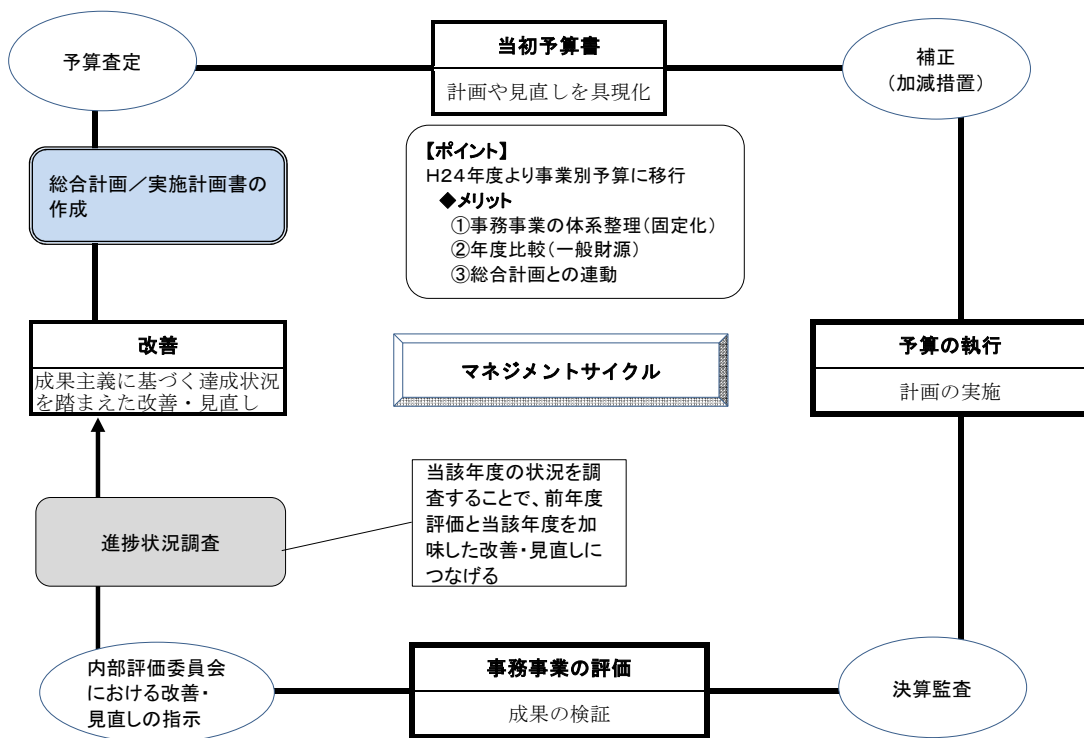 予算査定
当初予算書
計画や見直しを具現化
補正
(加減措置)
総合計画／実施計画書の
作成
【ポイント】
H24年度より事業別予算に移行
◆メリット
①事務事業の体系整理(固定化)
②年度比較(一般財源)
③総合計画との連動
改善
成果主義に基づく達成状況
を踏まえた改善・見直し
マネジメントサイクル
予算の執行
計画の実施
進捗状況調査
当該年度の状況を調
査することで、前年度
評価と当該年度を加
味した改善・見直しに
つなげる
内部評価委員会
における改善・
見直しの指示
事務事業の評価
成果の検証
決算監査